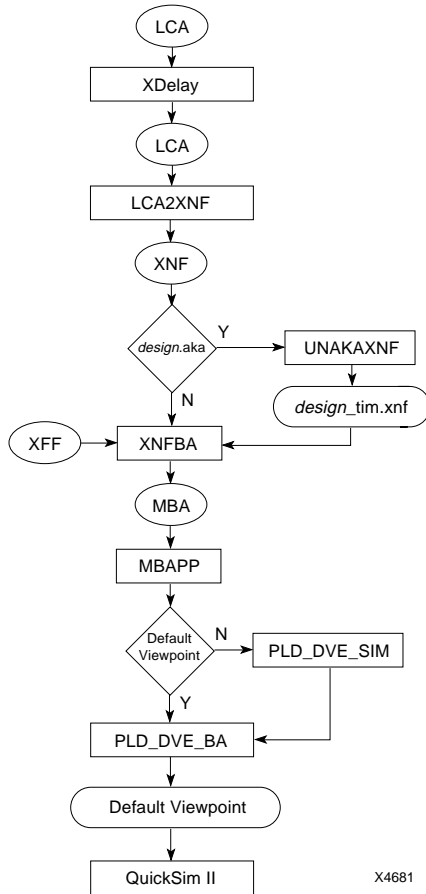 LCA
XDelay
LCA
LCA2XNF
XNF
design.aka
Y
UNAKAXNF
N
design_tim.xnf
XFF
XNFBA
MBA
MBAPP
Default
Viewpoint
N
PLD_DVE_SIM
Y
PLD_DVE_BA
Default Viewpoint
QuickSim II
X4681